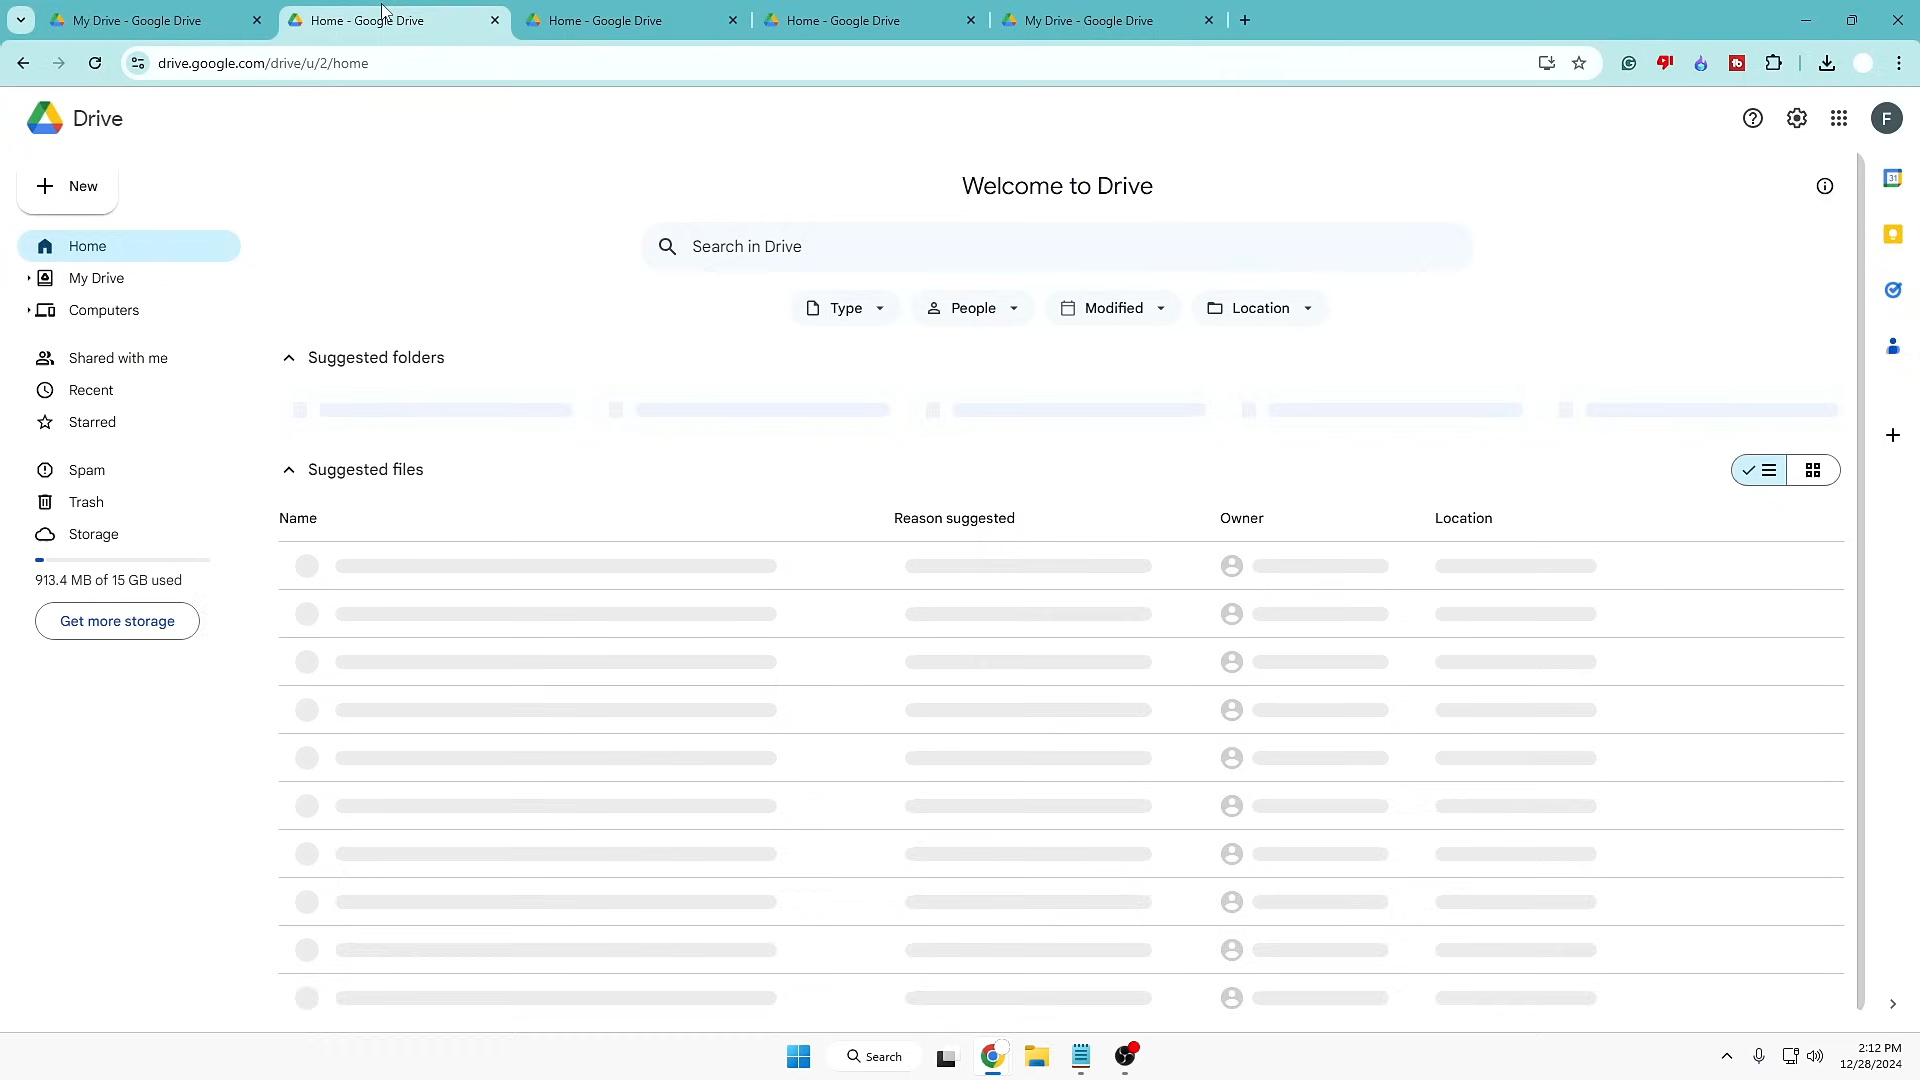 My Drive - Google Drive
Home - Google Drive
Home - Google Drive
Home - Google Drive
My Drive - Google Drive
drive.google.com/drive/u/2/home
Drive
F
New
Welcome to Drive
31
Home
Search in Drive
My Drive
Computers
Type
People
Modified
Location
Shared with me
Suggested folders
Recent
Starred
Spam
Suggested files
Trash
Name
Reason suggested
Owner
Location
Storage
913.4 MB of 15 GB used
Get more storage
Search
2:12 PM
12/28/2024